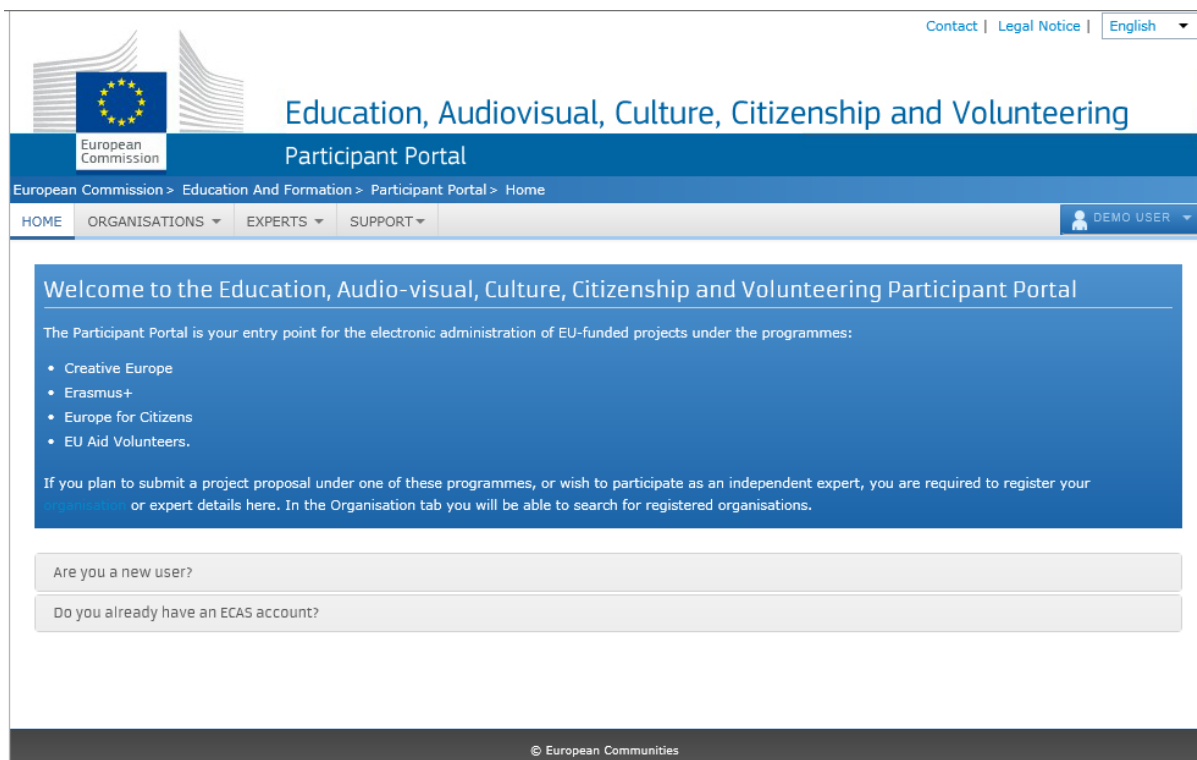 Contact | Legal Notice | English
Education, Audiovisual, Culture, Citizenship and Volunteering
European
Commission
Participant Portal
European Commission > Education And Formation > Participant Portal > Home
HOME ORGANISATIONS EXPERTS SUPPORT DEMO USER
Welcome to the Education, Audio-visual, Culture, Citizenship and Volunteering Participant Portal
The Participant Portal is your entry point for the electronic administration of EU-funded projects under the programmes:
• Creative Europe
• Erasmus+
• Europe for Citizens
• EU Aid Volunteers.
If you plan to submit a project proposal under one of these programmes, or wish to participate as an independent expert, you are required to register your
organisation or expert details here. In the Organisation tab you will be able to search for registered organisations.
Are you a new user?
Do you already have an ECAS account?
© European Communities